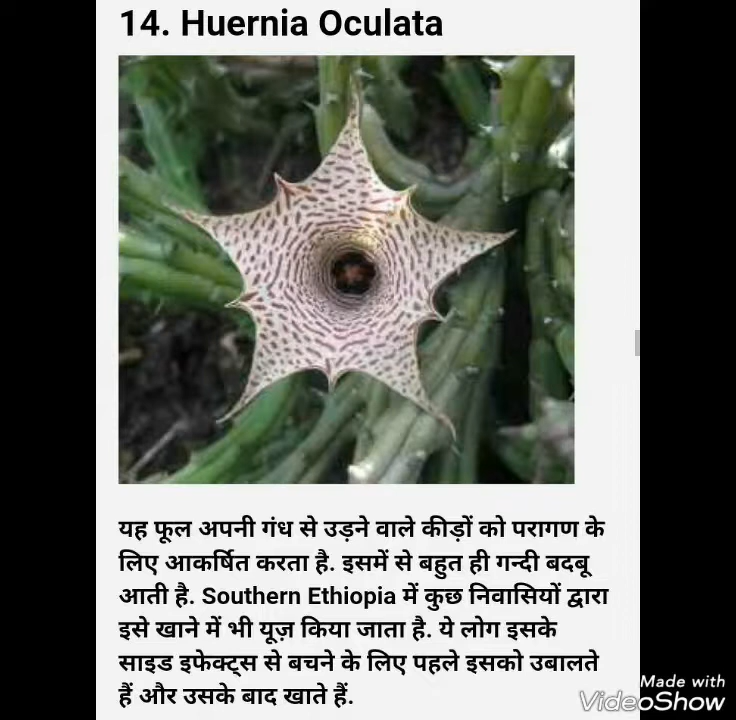 14. Huernia Oculata
यह फूल अपनी गंध से उड़ने वाले कीड़ों को परागण के
लिए आकर्षित करता है. इसमें से बहुत ही गन्दी बदबू
आती है. Southern Ethiopia में कुछ निवासियों द्वारा
इसे खाने में भी यूज़ किया जाता है. ये लोग इसके
साइड इफेक्ट्स से बचने के लिए पहले इसको उबालते
हैं और उसके बाद खाते हैं.
Made with
VideoShow